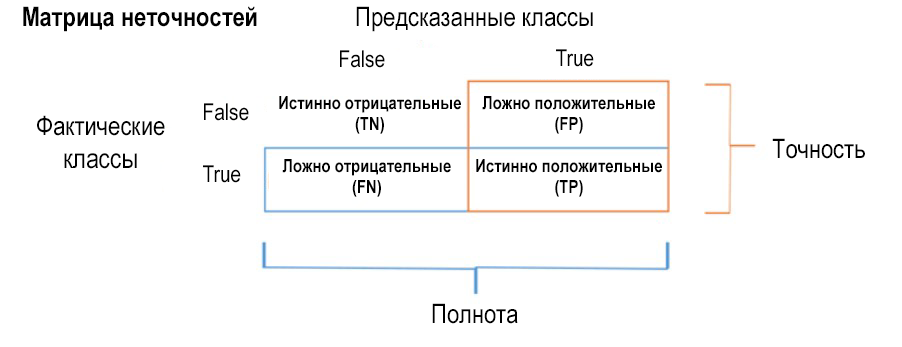 Матрица неточностей
Предсказанные классы
False
True
False
Истинно отрицательные
(TN)
Ложно положительные
(FP)
Фактические
классы
Точность
True
Ложно отрицательные
(FN)
Истинно положительные
(TP)
Полнота